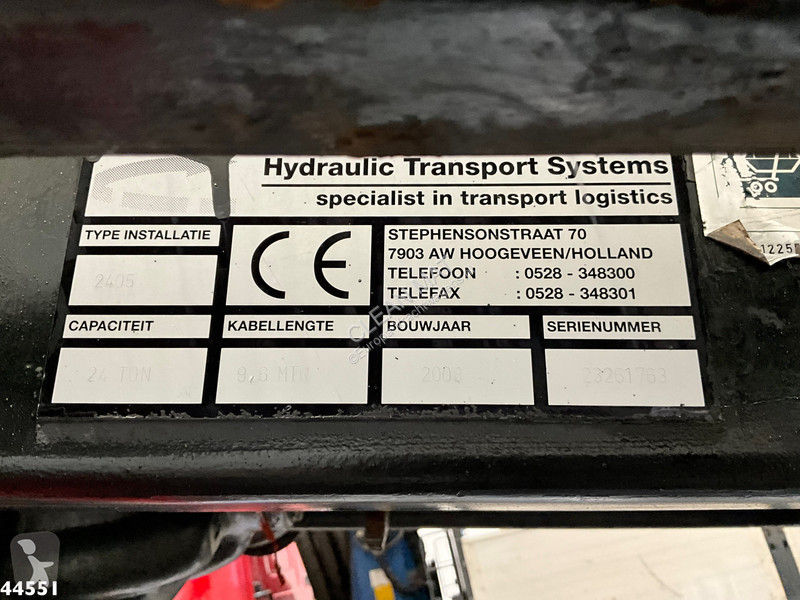 Hydraulic Transport Systems
specialist in transport logistics
TYPE INSTALLATIE
2405
CE
STEPHENSONSTRAAT 70
7903 AW HOOGEVEEN/HOLLAND
TELEFOON : 0528 - 348300
TELEFAX : 0528 - 348301
CAPACITEIT
KABELLENGTE
BOUWJAAR
SERIENUMMER
24 TON
23261763
44551